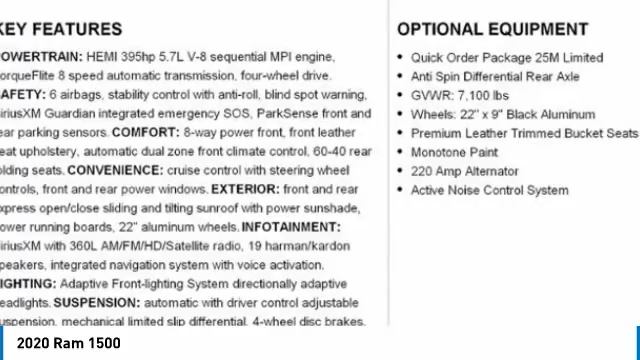 KEY FEATURES
POWERTRAIN: HEMI 395hp 5.7L V-8 sequential MPI engine,
TorqueFlite 8 speed automatic transmission, four-wheel drive.
SAFETY: 6 airbags, stability control with anti-roll, blind spot warning,
SiriusXM Guardian integrated emergency SOS, ParkSense front and
rear parking sensors. COMFORT: 8-way power front, front leather
seat upholstery, automatic dual zone front climate control, 60-40 rear
folding seats. CONVENIENCE: cruise control with steering wheel
controls, front and rear power windows. EXTERIOR: front and rear
express open/close sliding and tilting sunroof with power sunshade,
power running boards, 22" aluminum wheels. INFOTAINMENT:
SiriusXM with 360L AM/FM/HD/Satellite radio, 19 harman/kardon
speakers, integrated navigation system with voice activation.
LIGHTING: Adaptive Front-lighting System directionally adaptive
headlights. SUSPENSION: automatic with driver control adjustable
suspension, mechanical limited slip differential, 4-wheel disc brakes,
OPTIONAL EQUIPMENT
• Quick Order Package 25M Limited
• Anti Spin Differential Rear Axle
• GVWR: 7,100 lbs
• Wheels: 22" x 9" Black Aluminum
• Premium Leather Trimmed Bucket Seats
• Monotone Paint
• 220 Amp Alternator
• Active Noise Control System
2020 Ram 1500